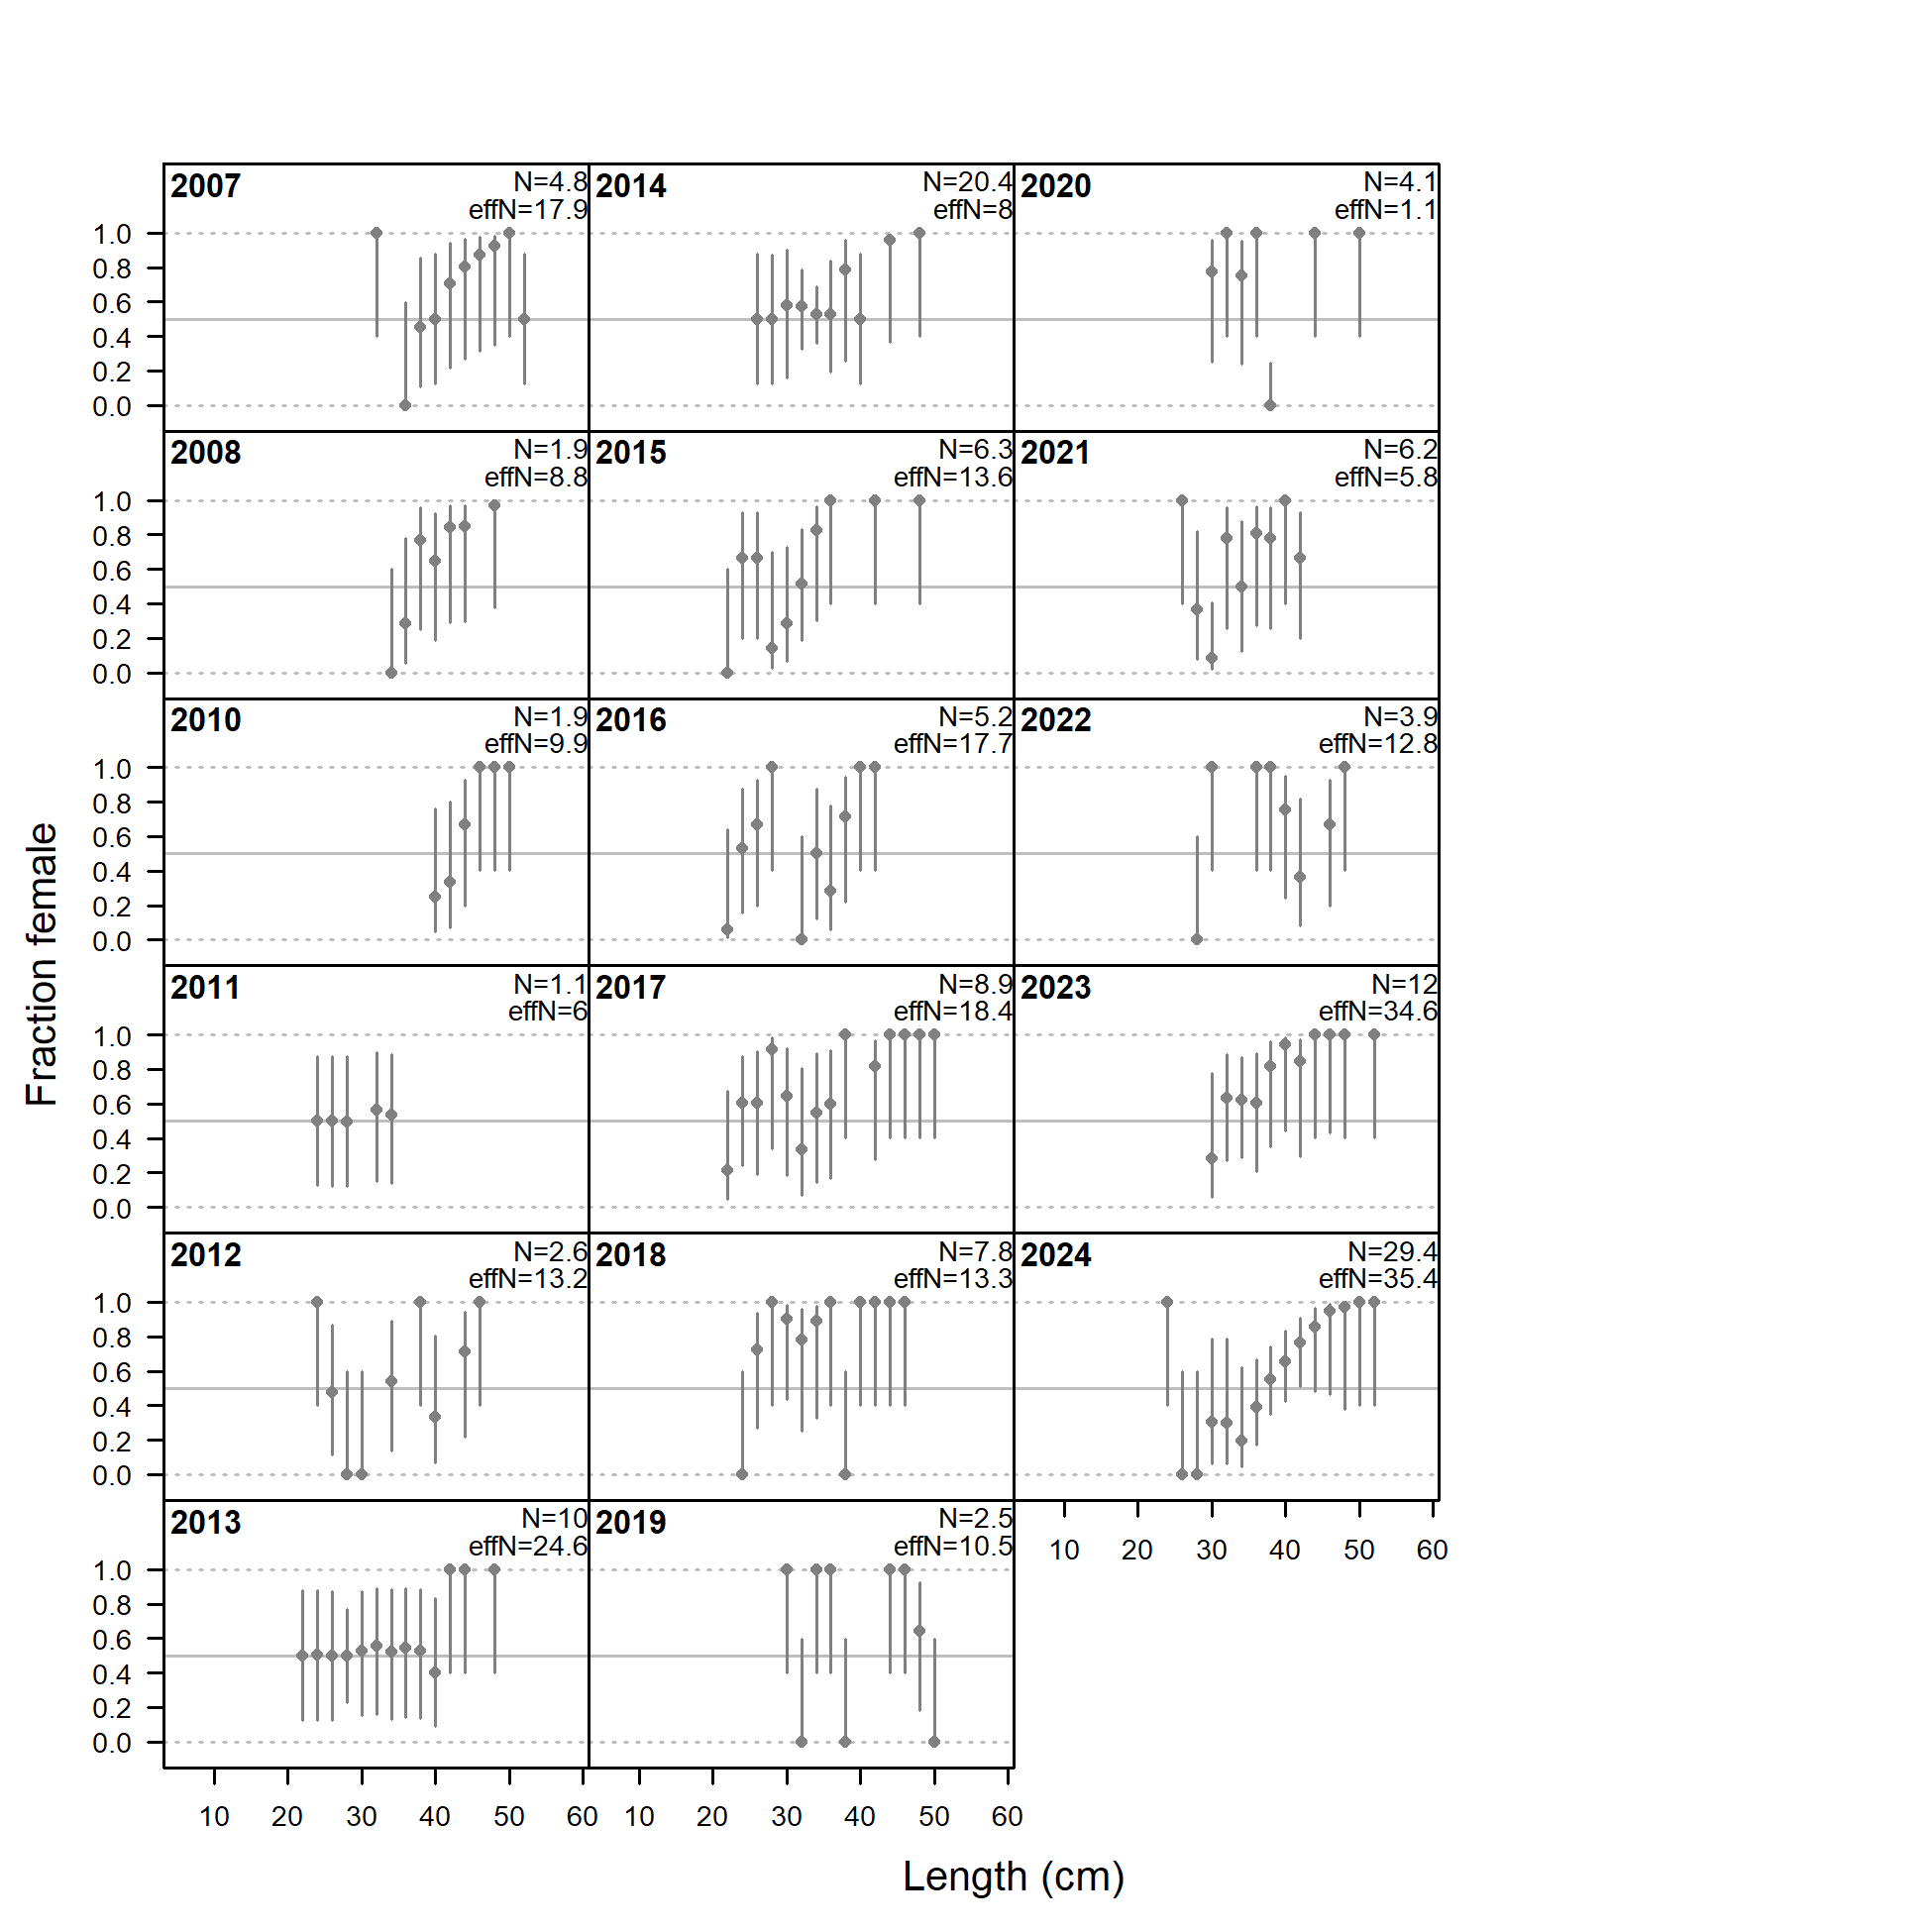 2007
N=4.8
effN=17.9
2014
N=20.4
effN=8
2020
N=4.1
effN=1.1
1.0
0.8
0.6
0.4
0.2
0.0
2008
N=1.9
effN=8.8
2015
N=6.3
effN=13.6
2021
N=6.2
effN=5.8
1.0
0.8
0.6
0.4
0.2
0.0
2010
N=1.9
effN=9.9
2016
N=5.2
effN=17.7
2022
N=3.9
effN=12.8
1.0
0.8
0.6
0.4
0.2
0.0
Fraction female
2011
N=1.1
effN=6
2017
N=8.9
effN=18.4
2023
N=12
effN=34.6
1.0
0.8
0.6
0.4
0.2
0.0
2012
N=2.6
effN=13.2
2018
N=7.8
effN=13.3
2024
N=29.4
effN=35.4
1.0
0.8
0.6
0.4
0.2
0.0
2013
N=10
effN=24.6
2019
N=2.5
effN=10.5
10 20 30 40 50 60
1.0
0.8
0.6
0.4
0.2
0.0
10 20 30 40 50 60 10 20 30 40 50 60
Length (cm)